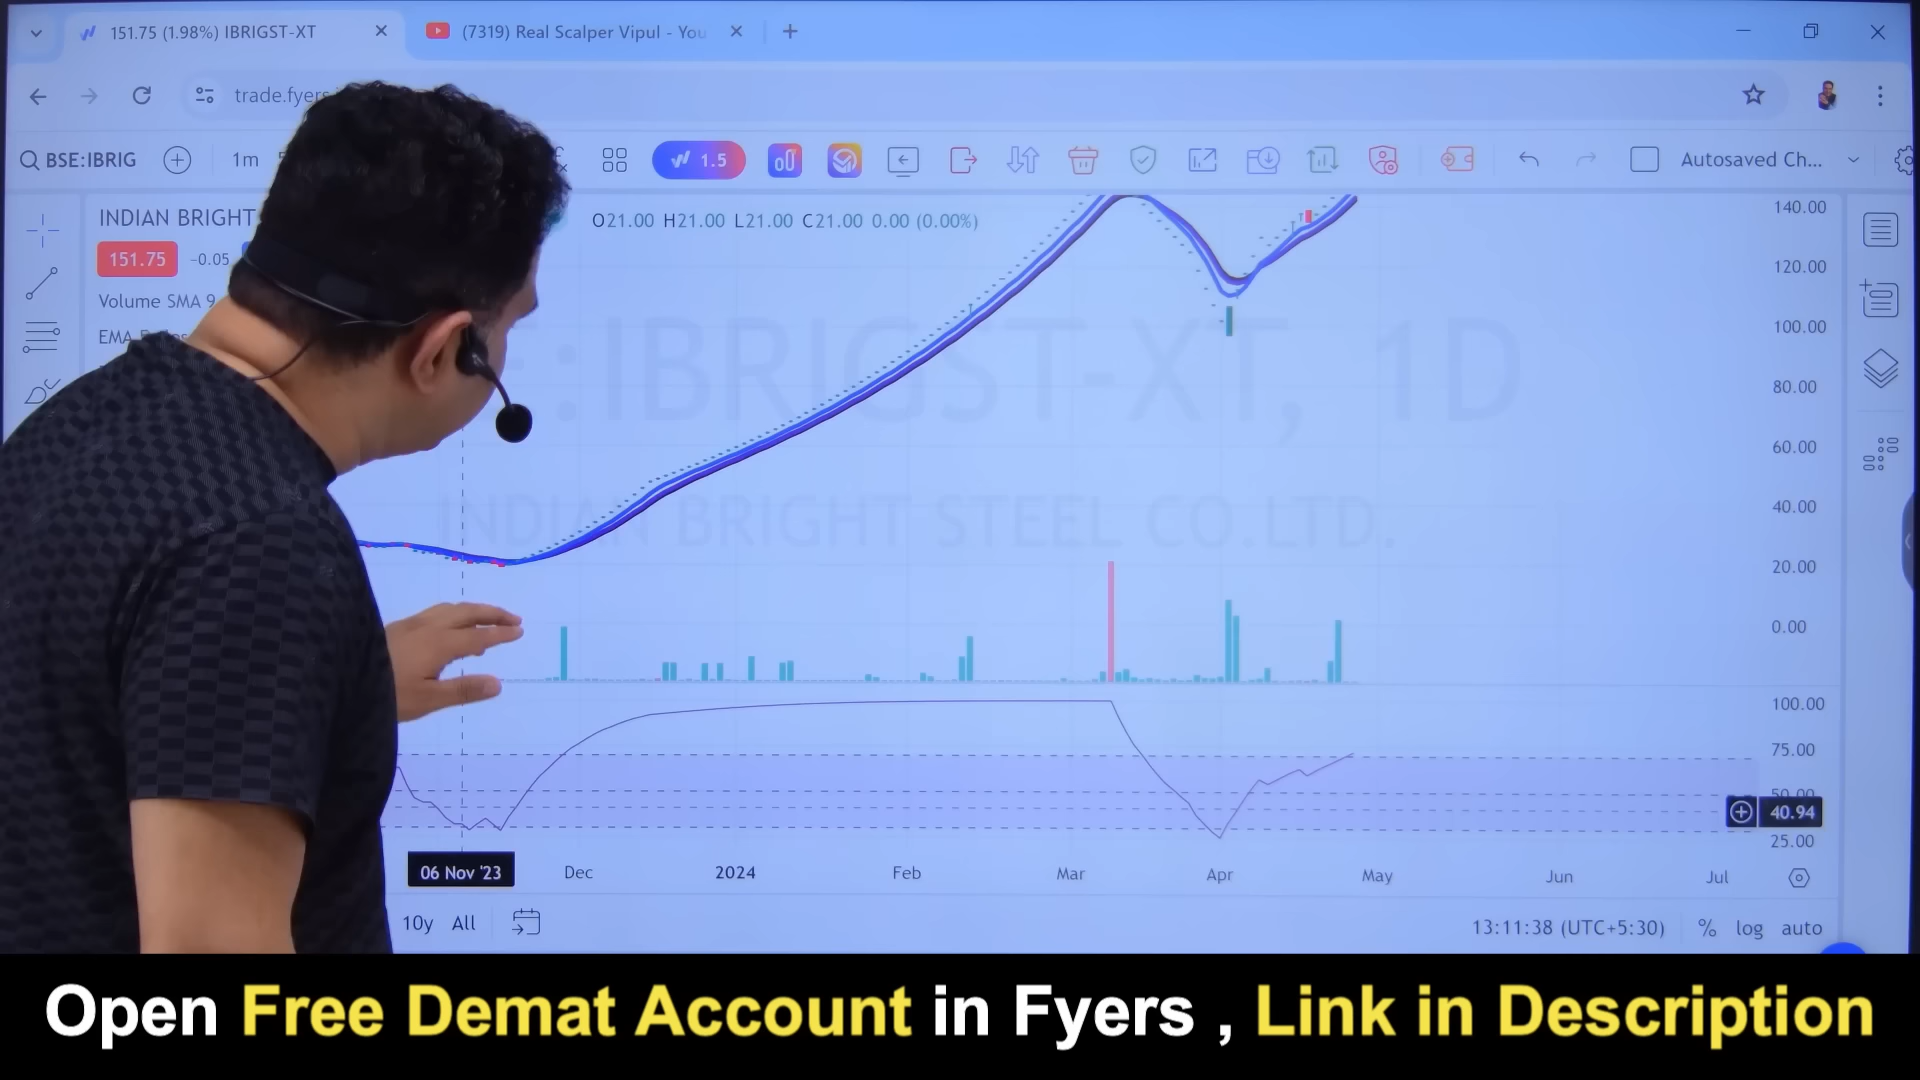 151.75 (1.98%) IBRIGST-XT
(7319) Real Scalper Vipul - You
trade.fyers
BSE:IBRIG
1m
1.5
Autosaved Ch...
INDIAN BRIGHT
O21.00 H21.00 L21.00 C21.00 0.00 (0.00%)
151.75
-0.05
Volume SMA 9
EMA
:IBRIGST-XT, 1D
INDIAN BRIGHT STEEL CO.LTD.
140.00
120.00
100.00
80.00
60.00
40.00
20.00
0.00
100.00
75.00
50.00
40.94
25.00
06 Nov '23
Dec
2024
Feb
Mar
Apr
May
Jun
Jul
10y
All
13:11:38 (UTC+5:30)
%
log
auto
Open Free Demat Account in Fyers , Link in Description